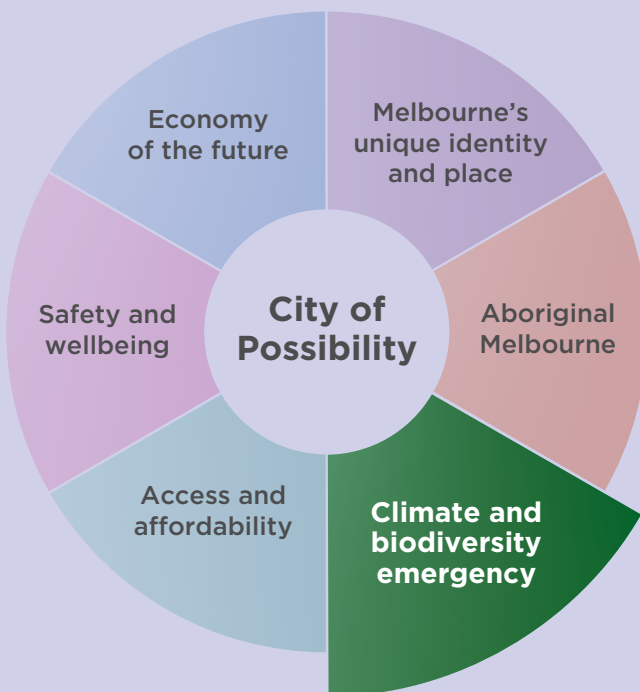 Economy
of the future
Melbourne’s
unique identity
and place
Safety and
wellbeing
City of
Possibility
Aboriginal
Melbourne
Access and
affordability
Climate and
biodiversity
emergency